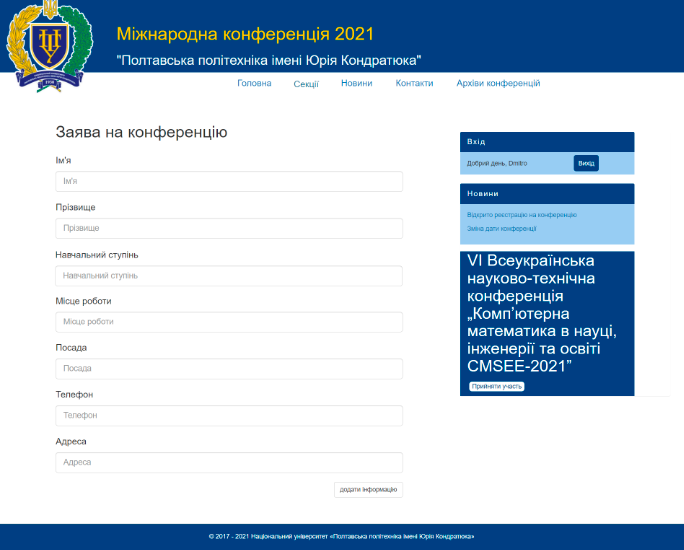 Міжнародна конференція 2021
"Полтавська політехніка імені Юрія Кондратюка"
Головна Секції Новини Контакти Архіви конференцій
Заява на конференцію
Ім'я
Ім'я
Прізвище
Прізвище
Навчальний ступінь
Навчальний ступінь
Місце роботи
Місце роботи
Посада
Посада
Телефон
Телефон
Адреса
Адреса
додати інформацію
Вхід
Добрий день, Dmitro Вихід
Новини
Відкрито реєстрацію на конференцію
Зміна дати конференції
VI Всеукраїнська
науково-технічна
конференція
„Комп’ютерна
математика в науці,
інженерії та освіті
CMSEE-2021”
Прийняти участь
© 2017 - 2021 Національний університет «Полтавська політехніка імені Юрія Кондратюка»